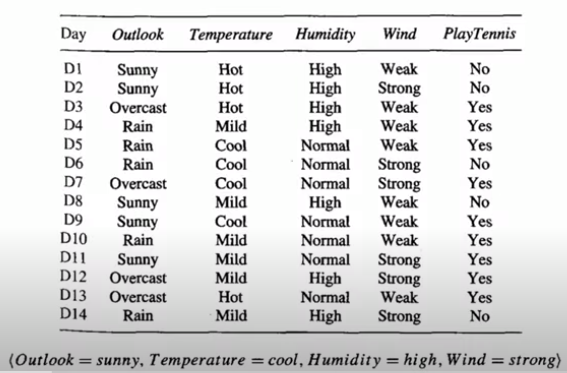 Day Outlook Temperature Humidity Wind PlayTennis
D1 Sunny Hot High Weak No
D2 Sunny Hot High Strong No
D3 Overcast Hot High Weak Yes
D4 Rain Mild High Weak Yes
D5 Rain Cool Normal Weak Yes
D6 Rain Cool Normal Strong No
D7 Overcast Cool Normal Strong Yes
D8 Sunny Mild High Weak No
D9 Sunny Cool Normal Weak Yes
D10 Rain Mild Normal Weak Yes
D11 Sunny Mild Normal Strong Yes
D12 Overcast Mild High Strong Yes
D13 Overcast Hot Normal Weak Yes
D14 Rain Mild High Strong No
⟨Outlook = sunny, Temperature = cool, Humidity = high, Wind = strong⟩